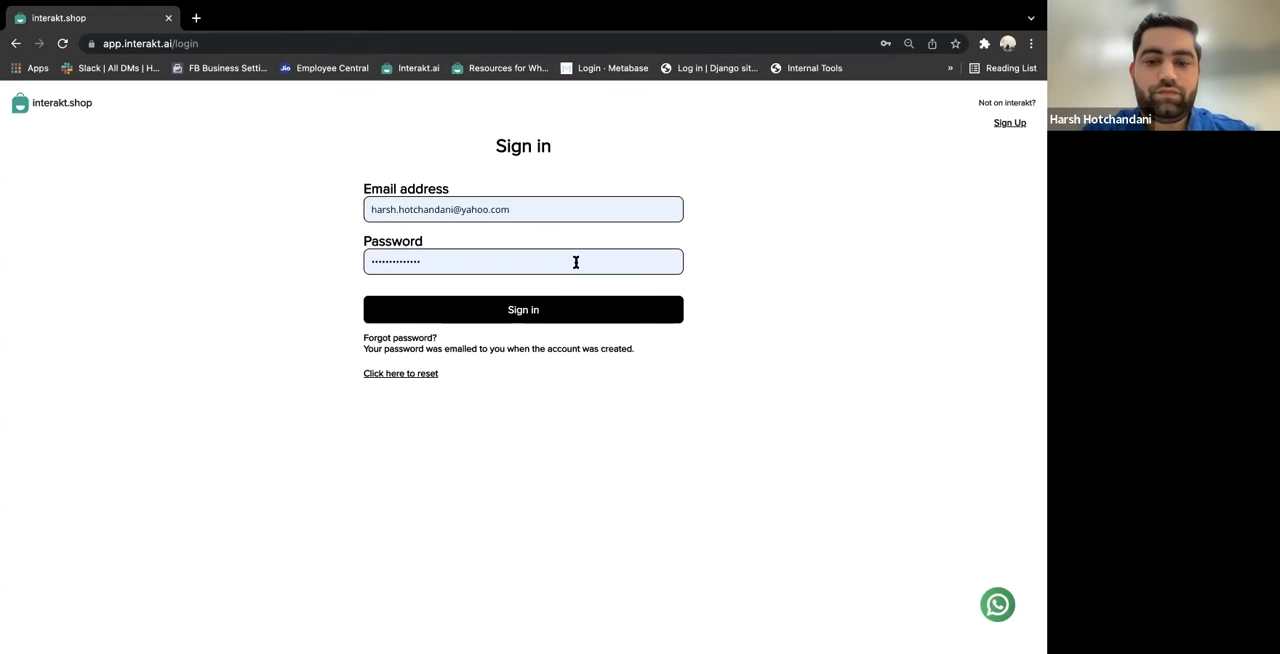 interakt.shop
app.interakt.ai/login
Apps
Slack | All DMs | H...
FB Business Setti...
Jio
Employee Central
Interakt.ai
Resources for Wh...
Login · Metabase
Log in | Django sit...
Internal Tools
»
Reading List
interakt.shop
Not on interakt?
Sign Up
Harsh Hotchandani
Sign in
Email address
harsh.hotchandani@yahoo.com
Password
Sign in
Forgot password?
Your password was emailed to you when the account was created.
Click here to reset